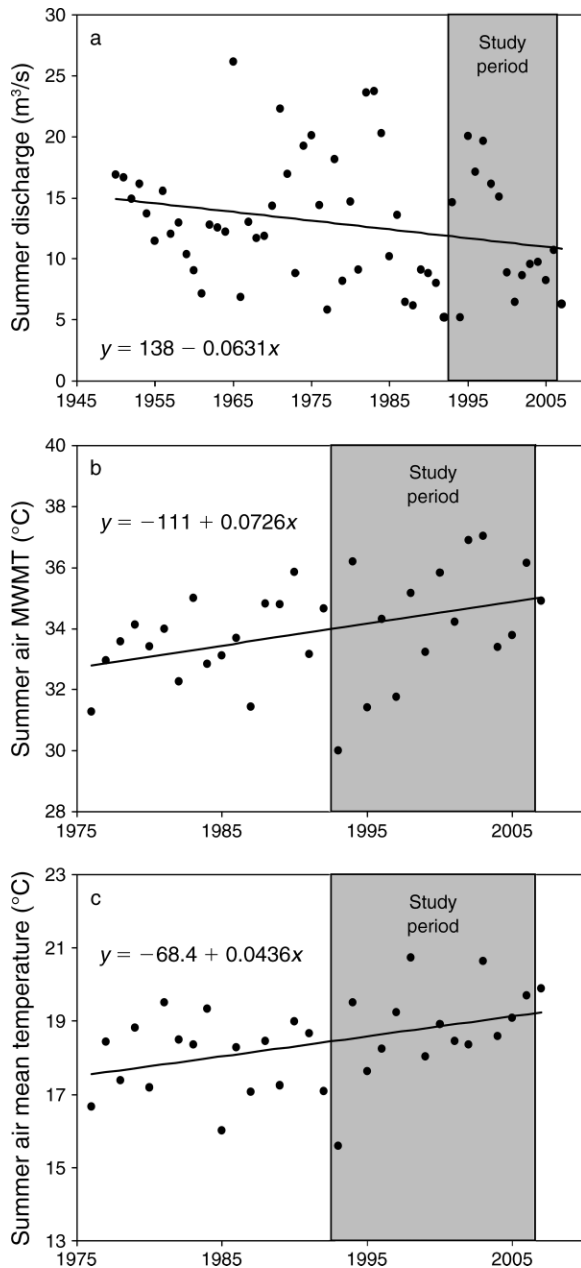 a
Study
period
Summer discharge (m³/s)
30
25
20
15
10
5
0
y = 138 − 0.0631x
1945 1955 1965 1975 1985 1995 2005
b
Study
period
Summer air MWMT (°C)
40
38
36
34
32
30
28
y = −111 + 0.0726x
1975 1985 1995 2005
c
Study
period
Summer air mean temperature (°C)
23
21
19
17
15
13
y = −68.4 + 0.0436x
1975 1985 1995 2005